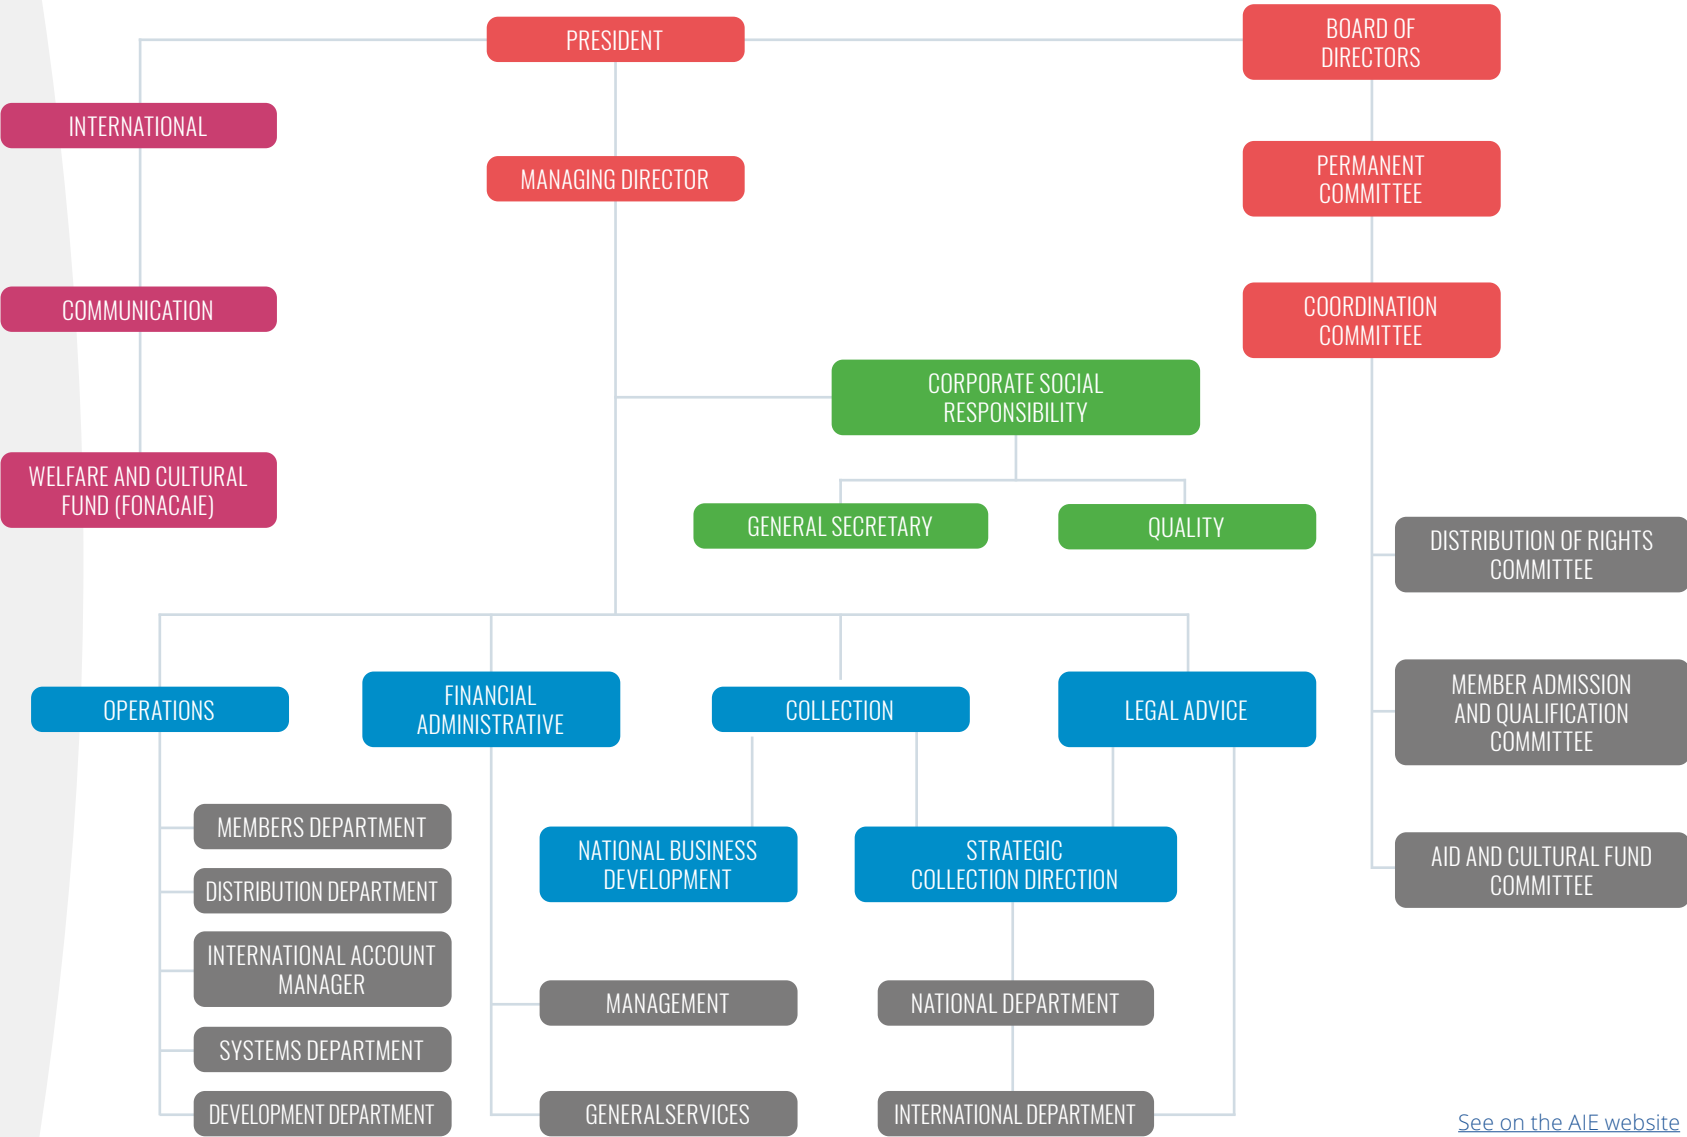 PRESIDENT
BOARD OF
DIRECTORS
INTERNATIONAL
MANAGING DIRECTOR
PERMANENT
COMMITTEE
COMMUNICATION
COORDINATION
COMMITTEE
CORPORATE SOCIAL
RESPONSIBILITY
WELFARE AND CULTURAL
FUND (FONACAIE)
GENERAL SECRETARY
QUALITY
DISTRIBUTION OF RIGHTS
COMMITTEE
OPERATIONS
FINANCIAL
ADMINISTRATIVE
COLLECTION
LEGAL ADVICE
MEMBER ADMISSION
AND QUALIFICATION
COMMITTEE
MEMBERS DEPARTMENT
DISTRIBUTION DEPARTMENT
INTERNATIONAL ACCOUNT
MANAGER
SYSTEMS DEPARTMENT
DEVELOPMENT DEPARTMENT
NATIONAL BUSINESS
DEVELOPMENT
STRATEGIC
COLLECTION DIRECTION
AID AND CULTURAL FUND
COMMITTEE
MANAGEMENT
NATIONAL DEPARTMENT
GENERALSERVICES
INTERNATIONAL DEPARTMENT
See on the AIE website